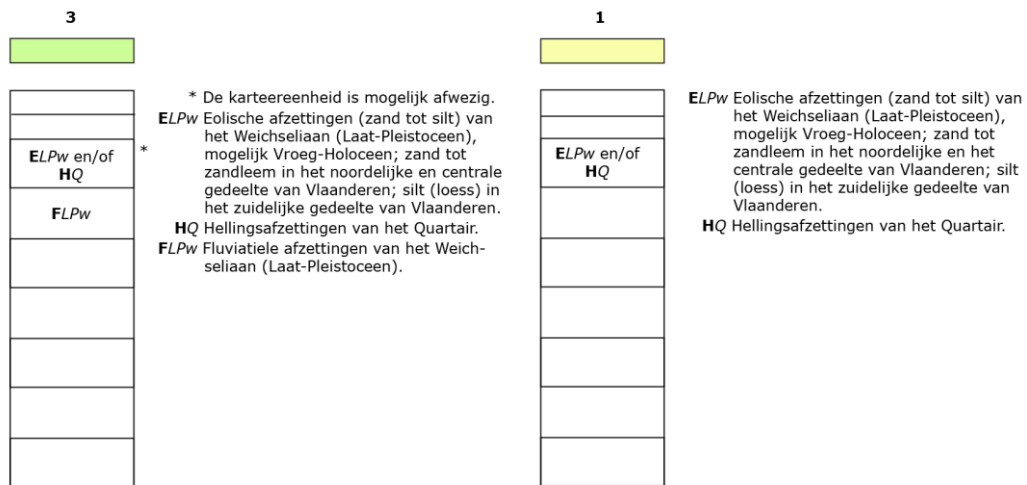 3
* De karteereenheid is mogelijk afwezig.
ELPw en/of
HQ
*
FLPw
ELPw Eolische afzettingen (zand tot silt) van
het Weichseliaan (Laat-Pleistoceen),
mogelijk Vroeg-Holoceen; zand tot
zandleem in het noordelijke en centrale
gedeelte van Vlaanderen; silt (loess) in
het zuidelijke gedeelte van Vlaanderen.
HQ Hellingsafzettingen van het Quartair.
FLPw Fluviatiele afzettingen van het Weich-
seliaan (Laat-Pleistoceen).
1
ELPw en/of
HQ
ELPw Eolische afzettingen (zand tot silt) van
het Weichseliaan (Laat-Pleistoceen),
mogelijk Vroeg-Holoceen; zand tot
zandleem in het noordelijke en het
centrale gedeelte van Vlaanderen; silt
(loess) in het zuidelijke gedeelte van
Vlaanderen.
HQ Hellingsafzettingen van het Quartair.